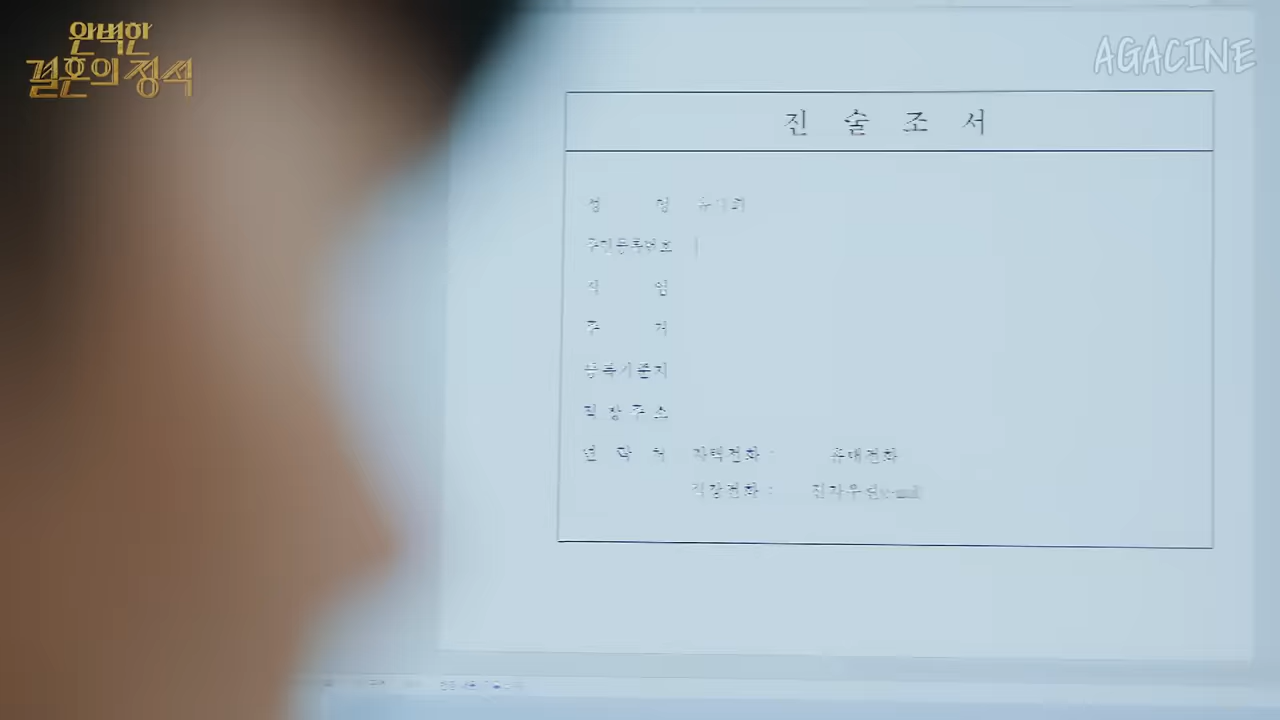 완벽한
결혼의 정석
AGACINE
진 술 조 서
성 명 유
주민등록번호
직 업
주 거
등록기준지
직 장 주 소
연 락 처 자택전화 : 휴대전화
직장전화 : 전자우편(e-mail)